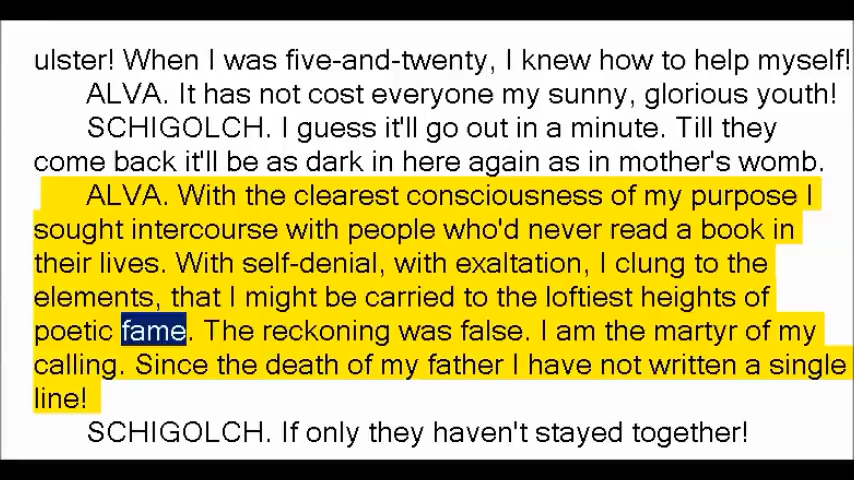 ulster! When I was five-and-twenty, I knew how to help myself!
ALVA. It has not cost everyone my sunny, glorious youth!
SCHIGOLCH. I guess it'll go out in a minute. Till they
come back it'll be as dark in here again as in mother's womb.
ALVA. With the clearest consciousness of my purpose I
sought intercourse with people who'd never read a book in
their lives. With self-denial, with exaltation, I clung to the
elements, that I might be carried to the loftiest heights of
poetic fame. The reckoning was false. I am the martyr of my
calling. Since the death of my father I have not written a single
line!
SCHIGOLCH. If only they haven't stayed together!